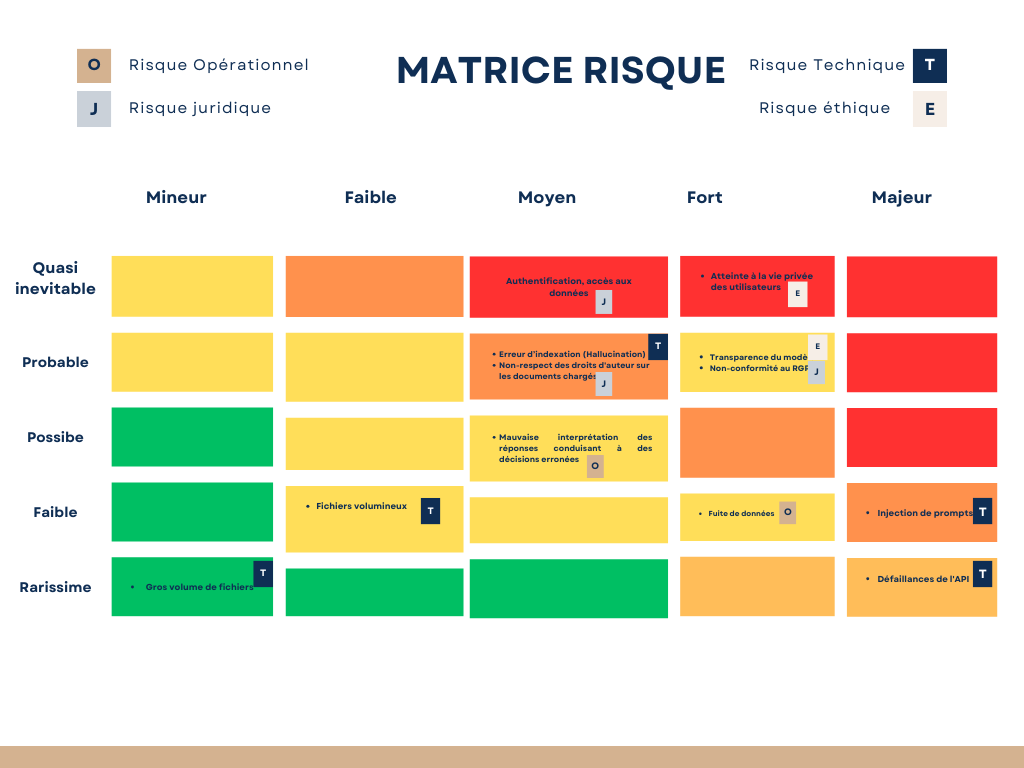 O Risque Opérationnel
J Risque juridique
MATRICE RISQUE
Risque Technique T
Risque éthique E
Mineur Faible Moyen Fort Majeur
Quasi
inevitable
Authentification, accès aux
données J
• Atteinte à la vie privée
des utilisateurs E
Probable
• Erreur d'indexation (Hallucination) T
• Non-respect des droits d'auteur sur
les documents chargés J
• Transparence du modè E
• Non-conformité au RGP J
Possibe
• Mauvaise interprétation des
réponses conduisant à des
décisions erronées O
Faible
• Fichiers volumineux T
• Fuite de données O
• Injection de prompts T
Rarissime
• Gros volume de fichiers T
• Défaillances de l'API T